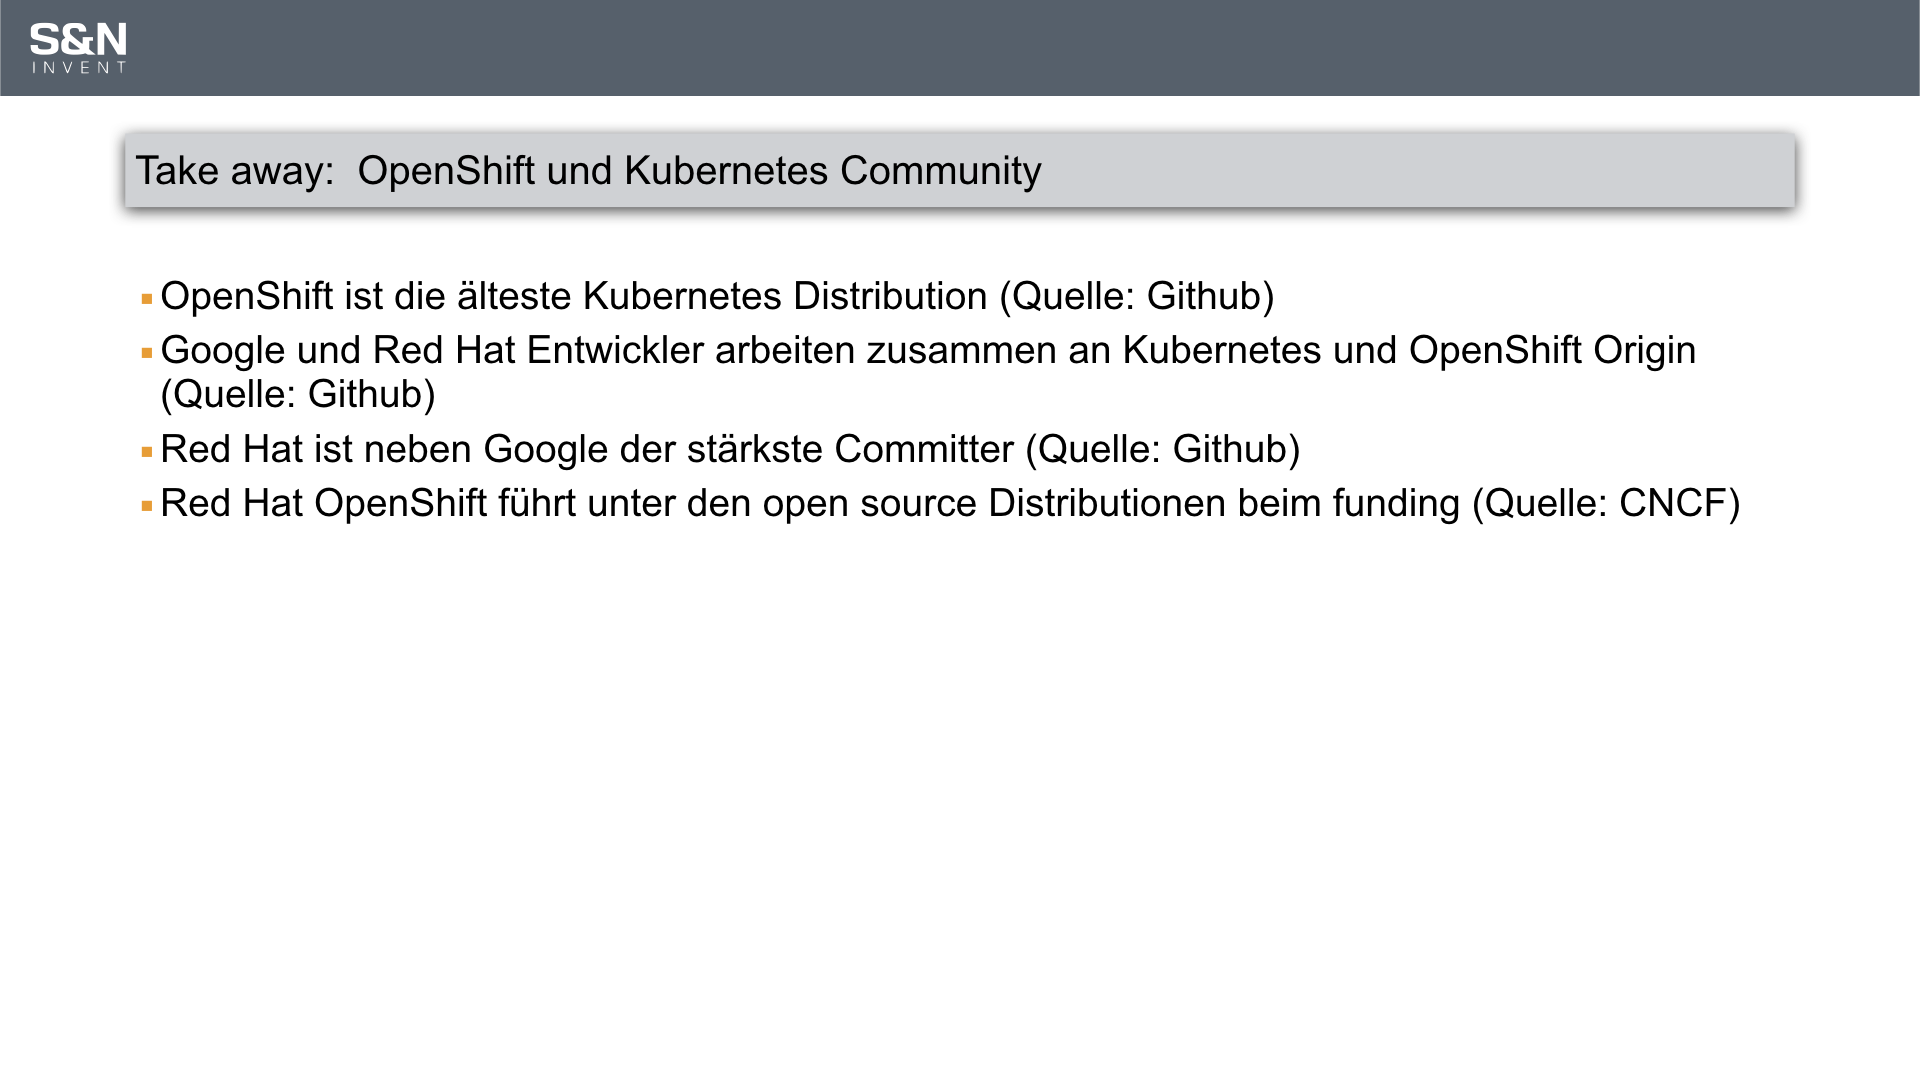 S&N
INVENT
Take away:  OpenShift und Kubernetes Community
▪OpenShift ist die älteste Kubernetes Distribution (Quelle: Github)
▪Google und Red Hat Entwickler arbeiten zusammen an Kubernetes und OpenShift Origin
(Quelle: Github)
▪Red Hat ist neben Google der stärkste Committer (Quelle: Github)
▪Red Hat OpenShift führt unter den open source Distributionen beim funding (Quelle: CNCF)